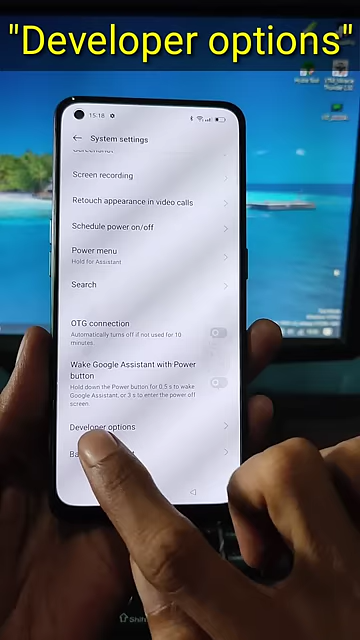 "Developer options"
15:18
System settings
Screen recording
Retouch appearance in video calls
Schedule power on/off
Power menu
Hold for Assistant.
Search
OTG connection
Automatically turns off if not used for 10
minutes.
Wake Google Assistant with Power
button
Hold down the Power button for 0.5 s to wake
Google Assistant, or 3 s to enter the power off
screen.
Developer options
Shift